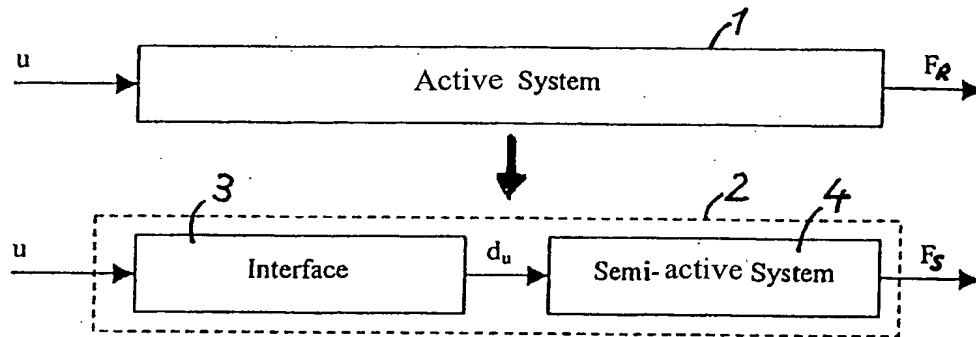 1
u
Active System
F_R
3
2
4
u
Interface
d_u
Semi-active System
F_S